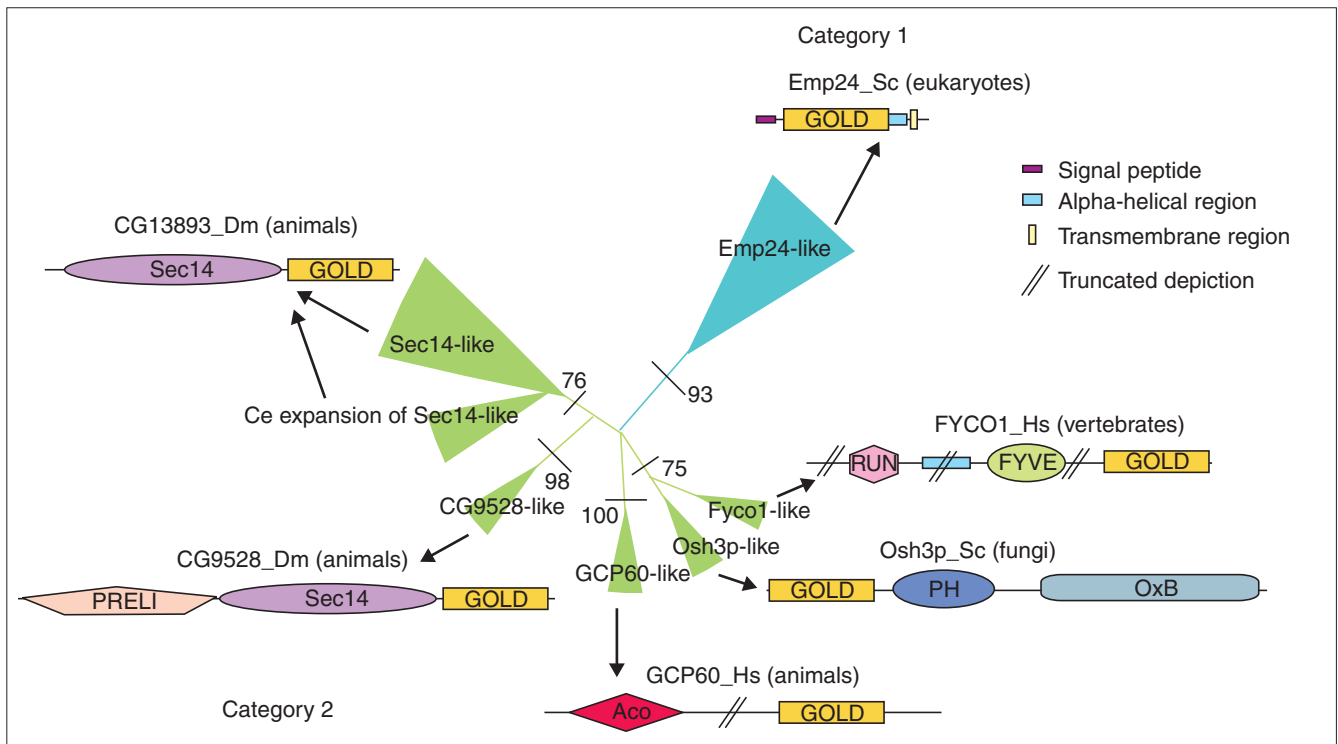 Category 1
Emp24_Sc (eukaryotes)
GOLD
Signal peptide
Alpha-helical region
Transmembrane region
Truncated depiction
CG13893_Dm (animals)
Sec14
GOLD
Emp24-like
Sec14-like
76
93
Ce expansion of Sec14-like
FYCO1_Hs (vertebrates)
RUN
FYVE
GOLD
75
98
CG9528-like
100
Fyco1-like
Osh3p-like
GCP60-like
CG9528_Dm (animals)
PRELI
Sec14
GOLD
Osh3p_Sc (fungi)
GOLD
PH
OxB
GCP60_Hs (animals)
Aco
GOLD
Category 2